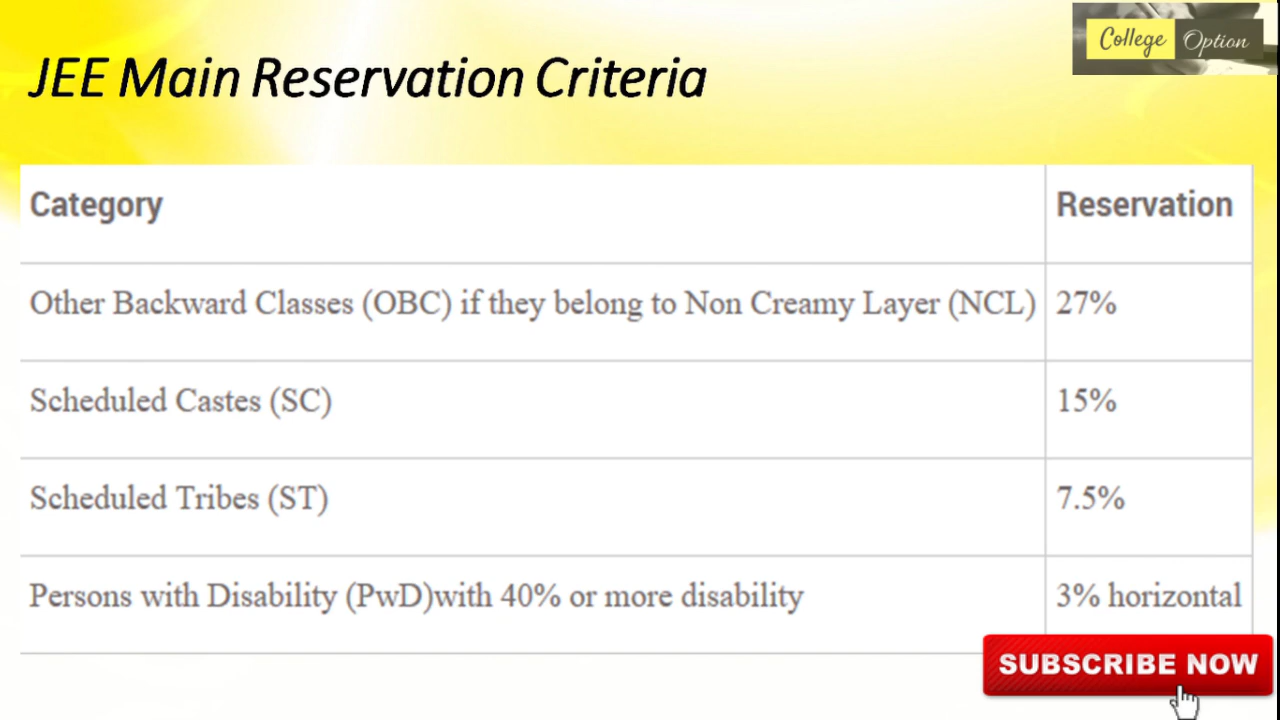 College Option
JEE Main Reservation Criteria
Category Reservation
Other Backward Classes (OBC) if they belong to Non Creamy Layer (NCL) 27%
Scheduled Castes (SC) 15%
Scheduled Tribes (ST) 7.5%
Persons with Disability (PwD)with 40% or more disability 3% horizontal
SUBSCRIBE NOW